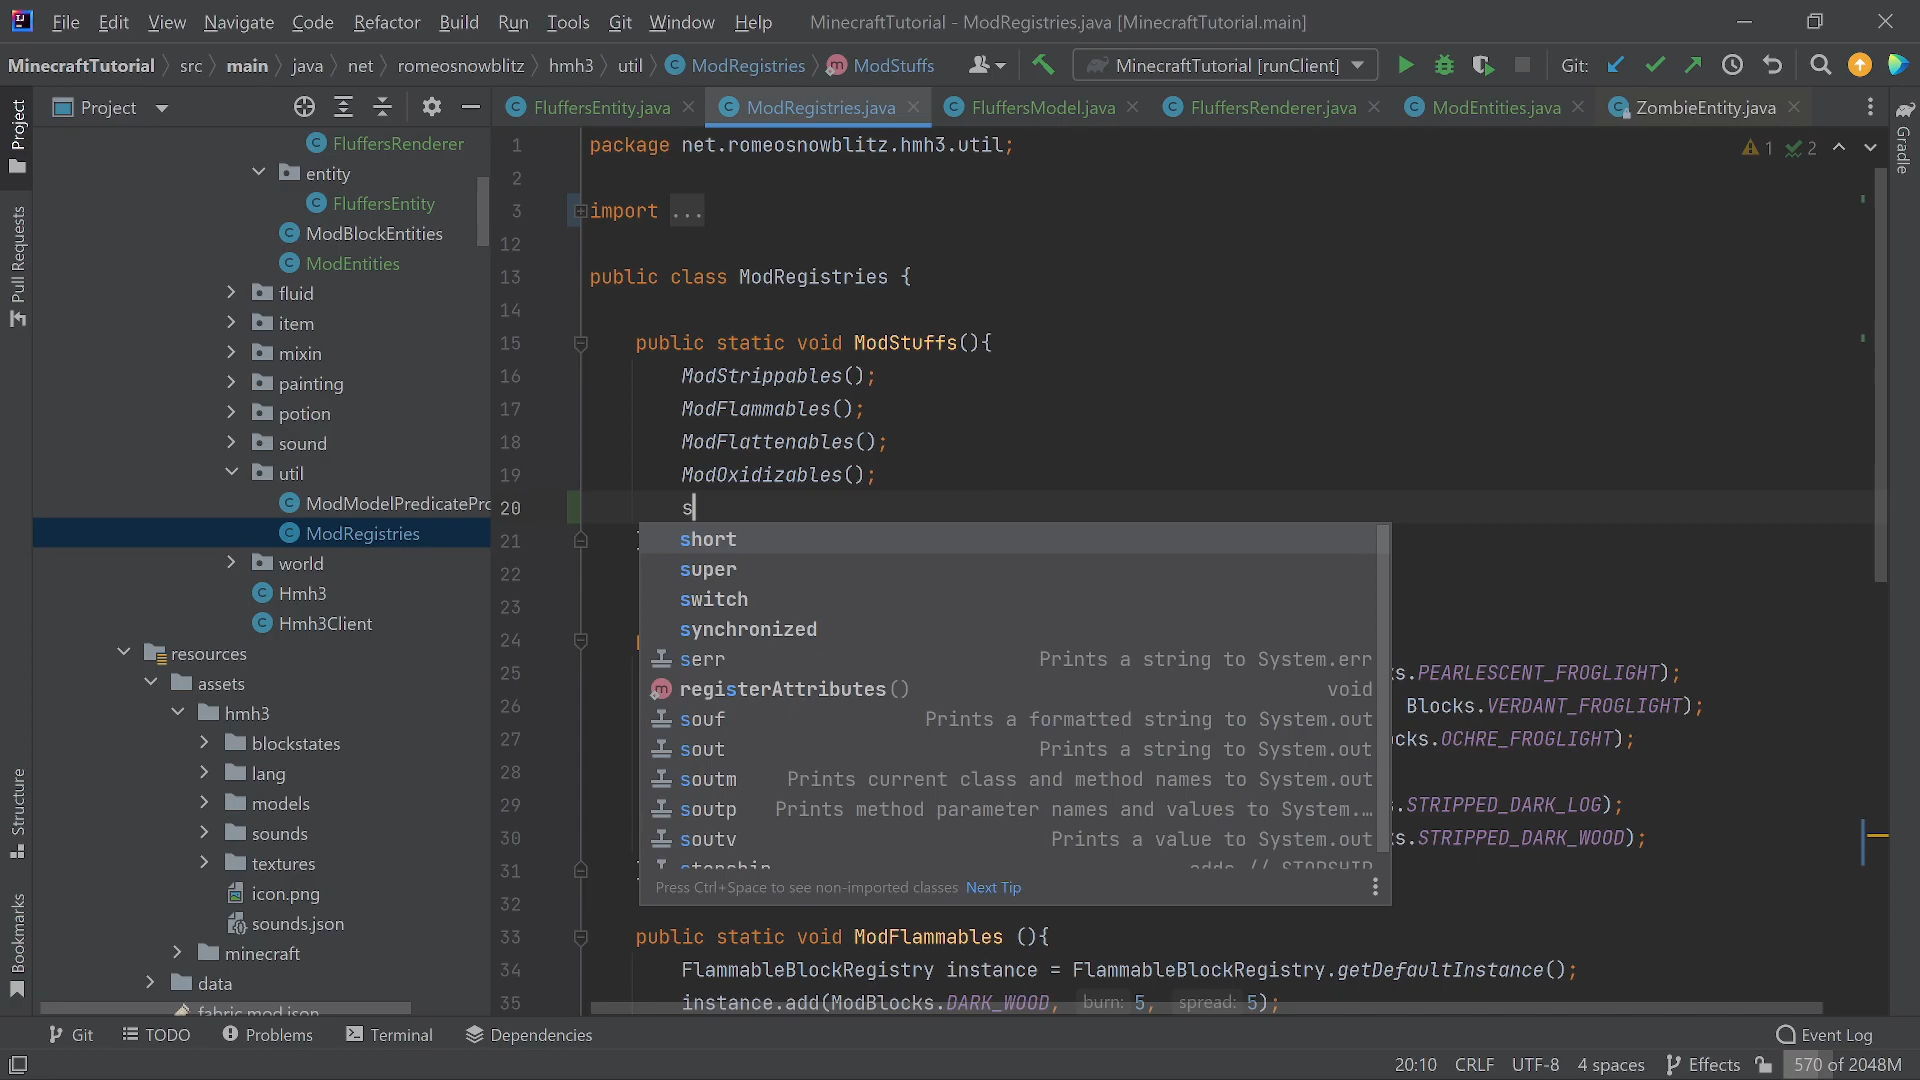 File Edit View Navigate Code Refactor Build Run Tools Git Window Help MinecraftTutorial - ModRegistries.java [MinecraftTutorial.main]
MinecraftTutorial src main java net romeosnowblitz hmh3 util ModRegistries ModStuffs MinecraftTutorial [runClient] Git:
Project
FluffersEntity.java ModRegistries.java FluffersModel.java FluffersRenderer.java ModEntities.java ZombieEntity.java
Project
Pull Requests
Structure
Bookmarks
Gradle
FluffersRenderer
entity
FluffersEntity
ModBlockEntities
ModEntities
fluid
item
mixin
painting
potion
sound
util
ModModelPredicatePro
ModRegistries
world
Hmh3
Hmh3Client
resources
assets
hmh3
blockstates
lang
models
sounds
textures
icon.png
sounds.json
minecraft
data
fabric.mod.json
1 package net.romeosnowblitz.hmh3.util;
1 2
2
3 import ...
12
13 public class ModRegistries {
14
15 public static void ModStuffs(){
16 ModStrippables();
17 ModFlammables();
18 ModFlattenables();
19 ModOxidizables();
20 s
21
22
23
24
25 ks.PEARLESCENT_FROGLIGHT);
26 Blocks.VERDANT_FROGLIGHT);
27 cks.OCHRE_FROGLIGHT);
28
29 .STRIPPED_DARK_LOG);
30 s.STRIPPED_DARK_WOOD);
31
32
33 public static void ModFlammables (){
34 FlammableBlockRegistry instance = FlammableBlockRegistry.getDefaultInstance();
35 instance.add(ModBlocks.DARK_WOOD, burn: 5, spread: 5);
short
super
switch
synchronized
serr Prints a string to System.err
registerAttributes() void
souf Prints a formatted string to System.out
sout Prints a string to System.out
soutm Prints current class and method names to System.out
soutp Prints method parameter names and values to System.…
soutv Prints a value to System.out
Press Ctrl+Space to see non-imported classes Next Tip
Git TODO Problems Terminal Dependencies Event Log
20:10 CRLF UTF-8 4 spaces Effects 570 of 2048M